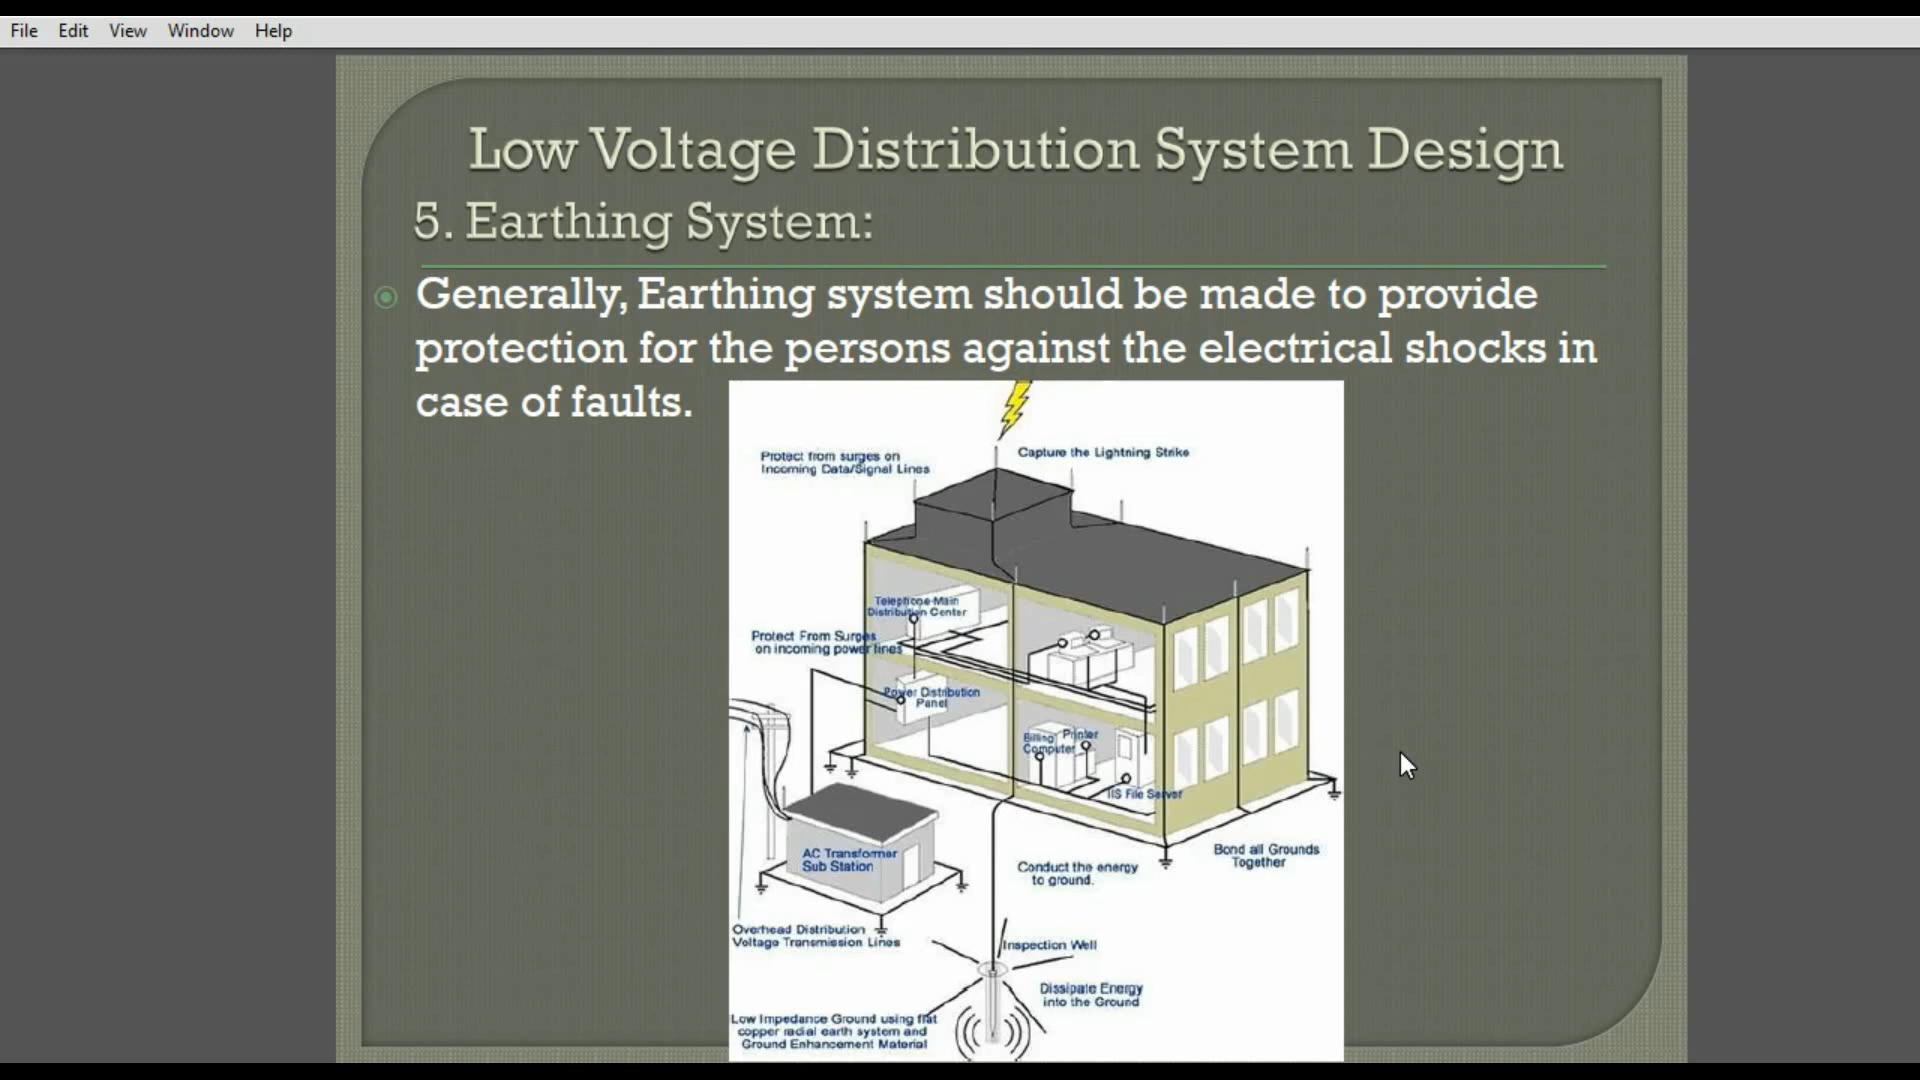 File Edit View Window Help
Low Voltage Distribution System Design
5. Earthing System:
Generally, Earthing system should be made to provide
protection for the persons against the electrical shocks in
case of faults.
Protect from surges on
Incoming Data/Signal Lines
Capture the Lightning Strike
Telephone Main
Distribution Center
Protect From Surges
on incoming power lines
Power Distribution
Panel
Billing
Computer
Printer
IIS File Server
AC Transformer
Sub Station
Bond all Grounds
Together
Conduct the energy
to ground.
Overhead Distribution
Voltage Transmission Lines
Inspection Well
Dissipate Energy
into the Ground
Low Impedance Ground using flat
copper radial earth system and
Ground Enhancement Material